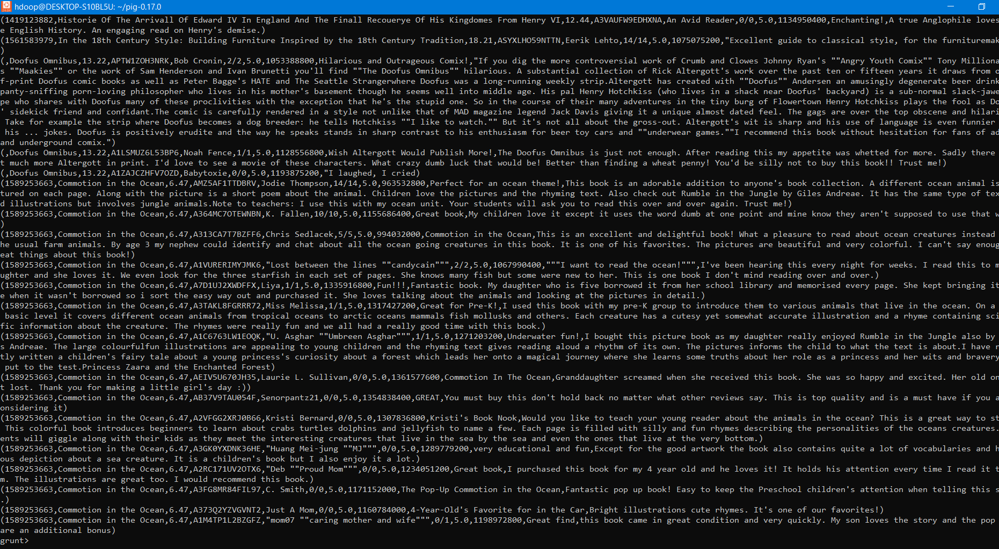 hdoop@DESKTOP-S10BL5U: ~/pig-0.17.0
(1419123882,Historie Of The Arrivall Of Edward IV In England And The Finall Recouerye Of His Kingdomes From Henry VI,12.44,A3VAUFW9EDHXNA,An Avid Reader,0/0,5.0,1134950400,Enchanting!,A true Anglophile loves
e English History. An engaging read on Henry's demise.)
(1561583979,In the 18th Century Style: Building Furniture Inspired by the 18th Century Tradition,18.21,ASYXLHO59NTTN,Eerik Lehto,14/14,5.0,1075075200,"Excellent guide to classical style, for the furnituremak
)
(,Doofus Omnibus,13.22,APTW1ZOH3NRK,Bob Cronin,2/2,5.0,1053388800,Hilarious and Outrageous Comix!,"If you dig the more controversial work of Crumb and Clowes Johnny Ryan's ""Angry Youth Comix"" Tony Milliona
s ""Maakies"" or the work of Sam Henderson and Ivan Brunetti you'll find ""The Doofus Omnibus"" hilarious. A substantial collection of Rick Altergott's work over the past ten or fifteen years it draws from o
f-print Doofus comic books as well as Peter Bagge's HATE and The Seattle Strangerwhere Doofus was a long-running weekly strip.Altergott has created with ""Doofus"" Andersen an amusingly degenerate beer drink
panty-sniffing porn-loving philosopher who lives in his mother's basement though he seems well into middle age. His pal Henry Hotchkiss (who lives in a shack near Doofus' backyard) is a sub-normal slack-jawe
pe who shares with Doofus many of these proclivities with the exception that he's the stupid one. So in the course of their many adventures in the tiny burg of Flowertown Henry Hotchkiss plays the fool as Do
' sidekick friend and confidant.The comic is carefully rendered in a style not unlike that of MAD magazine legend Jack Davis giving it a unique almost dated feel. The gags are over the top obscene and hilari
Take for example the strip where Doofus becomes a dog breeder: he tells Hotchkiss ""I like to watch."" But it's not all about the gross-out. Altergott's wit is sharp and his use of language is even funnier
his ... jokes. Doofus is positively erudite and the way he speaks stands in sharp contrast to his enthusiasm for beer toy cars and ""underwear games.""I recommend this book without hesitation for fans of ad
and underground comix.")
(,Doofus Omnibus,13.22,A1LSMUZ6L53BP6,Noah Fence,1/1,5.0,1128556800,Wish Altergott Would Publish More!,The Doofus Omnibus is just not enough. After reading this my appetite was whetted for more. Sadly there
t much more Altergott in print. I'd love to see a movie of these characters. What crazy dumb luck that would be! Better than finding a wheat penny! You'd be silly not to buy this book!! Trust me!)
(,Doofus Omnibus,13.22,A1ZAJCZHFV7OZD,Babytoxie,0/0,5.0,1193875200,"I laughed, I cried)
(1589253663,Commotion in the Ocean,6.47,AMZ5AF1TTDBRV,Jodie Thompson,14/14,5.0,963532800,Perfect for an ocean theme!,This book is an adorable addition to anyone's book collection. A different ocean animal is
tured on each page. Along with the picture is a short poem about the animal. Children love the pictures and the rhyming text. Also check out Rumble in the Jungle by Giles Andreae. It has the same type of tex
d illustrations but involves jungle animals.Note to teachers: I use this with my ocean unit. Your students will ask you to read this over and over again. Trust me!)
(1589253663,Commotion in the Ocean,6.47,A364MC7OTEWNBN,K. Fallen,10/10,5.0,1155686400,Great book,My children love it except it uses the word dumb at one point and mine know they aren't supposed to use that w
)
(1589253663,Commotion in the Ocean,6.47,A313CA7T7BZFF6,Chris Sedlacek,5/5,5.0,994032000,Commotion in the Ocean,This is an excellent and delightful book! What a pleasure to read about ocean creatures instead
he usual farm animals. By age 3 my nephew could identify and chat about all the ocean going creatures in this book. It is one of his favorites. The pictures are beautiful and very colorful. I can't say enoug
eat things about this book!)
(1589253663,Commotion in the Ocean,6.47,A1VURERIMYJMK6,"Lost between the lines ""candycain""",2/2,5.0,1067990400,"""I want to read the ocean!""",I've been hearing this every night for weeks. I read this to m
ughter and she loves it. We even look for the three starfish in each set of pages. She knows many fish but some were new to her. This is one book I don't mind reading over and over.)
(1589253663,Commotion in the Ocean,6.47,A7D1UJ2XWDFFX,Liya,1/1,5.0,1335916800,Fun!!!,Fantastic book. My daughter who is five borrowed it from her school library and memorised every page. She kept bringing it
e when it wasn't borrowed so i sort the easy way out and purchased it. She loves talking about the animals and looking at the pictures in detail.)
(1589253663,Commotion in the Ocean,6.47,A3TAKL8FGRRR72,Miss Melissa,1/1,5.0,1317427200,Great for Pre-K!,I used this book with my pre-K group to introduce them to various animals that live in the ocean. On a
basic level it covers different ocean animals from tropical oceans to arctic oceans mammals fish mollusks and others. Each creature has a cutesy yet somewhat accurate illustration and a rhyme containing sci
fic information about the creature. The rhymes were really fun and we all had a really good time with this book.)
(1589253663,Commotion in the Ocean,6.47,A1C6763LW1EOQK,"U. Asghar ""Umbreen Asghar""",1/1,5.0,1271203200,Underwater fun!,I bought this picture book as my daughter really enjoyed Rumble in the Jungle also by
s Andreae. The large colourfulfun illustrations are appealing to young children and the rhyming text gives reading aloud a rhythm of its own. The pictures informs the child to what the text is about.I have r
tly written a children's fairy tale about a young princess's curiosity about a forest which leads her onto a magical journey where she learns some truths about her role as a princess and her wits and bravery
put to the test.Princess Zaara and the Enchanted Forest)
(1589253663,Commotion in the Ocean,6.47,AEIV5U670JH35,Laurie L. Sullivan,0/0,5.0,1361577600,Commotion In The Ocean,Granddaughter screamed when she received this book. She was so happy and excited. Her old on
t lost. Thank you for making a little girl's day :))
(1589253663,Commotion in the Ocean,6.47,AB37V9TAU054F,Senorpantz21,0/0,5.0,1354838400,GREAT,You must buy this don't hold back no matter what other reviews say. This is top quality and is a must have if you a
onsidering it)
(1589253663,Commotion in the Ocean,6.47,A2VFGG2XRJ0B66,Kristi Bernard,0/0,5.0,1307836800,Kristi's Book Nook,Would you like to teach your young reader about the animals in the ocean? This is a great way to st
This colorful book introduces beginners to learn about crabs turtles dolphins and jellyfish to name a few. Each page is filled with silly and fun rhymes describing the personalities of the oceans creatures.
ents will giggle along with their kids as they meet the interesting creatures that live in the sea by the sea and even the ones that live at the very bottom.)
(1589253663,Commotion in the Ocean,6.47,A3GK0YXDNK36HE,"Huang Mei-jung ""MJ""",0/0,5.0,1289779200,very educational and fun,Except for the good artwork the book also contains quite a lot of vocabularies and h
ous depiction about a sea creature. It is a children's book but I also enjoy it a lot.)
(1589253663,Commotion in the Ocean,6.47,A2RC171UV2OTX6,"Deb ""Proud Mom""",0/0,5.0,1234051200,Great book,I purchased this book for my 4 year old and he loves it! It holds his attention every time I read it t
m. The illustrations are great too. I would recommend this book.)
(1589253663,Commotion in the Ocean,6.47,A3FG8MR84FIL97,C. Smith,0/0,5.0,1171152000,The Pop-Up Commotion in the Ocean,Fantastic pop up book! Easy to keep the Preschool children's attention when telling this s
.)
(1589253663,Commotion in the Ocean,6.47,A373Q2YZVGVNT2,Just A Mom,0/0,5.0,1160784000,4-Year-Old's Favorite for in the Car,Bright illustrations cute rhymes. It's one of our favorites!)
(1589253663,Commotion in the Ocean,6.47,A1M4TP1L2BZGFZ,"mom07 ""caring mother and wife""",0/1,5.0,1198972800,Great find,this book came in great condition and very quickly. My son loves the story and the pop
are an additional bonus)
grunt>